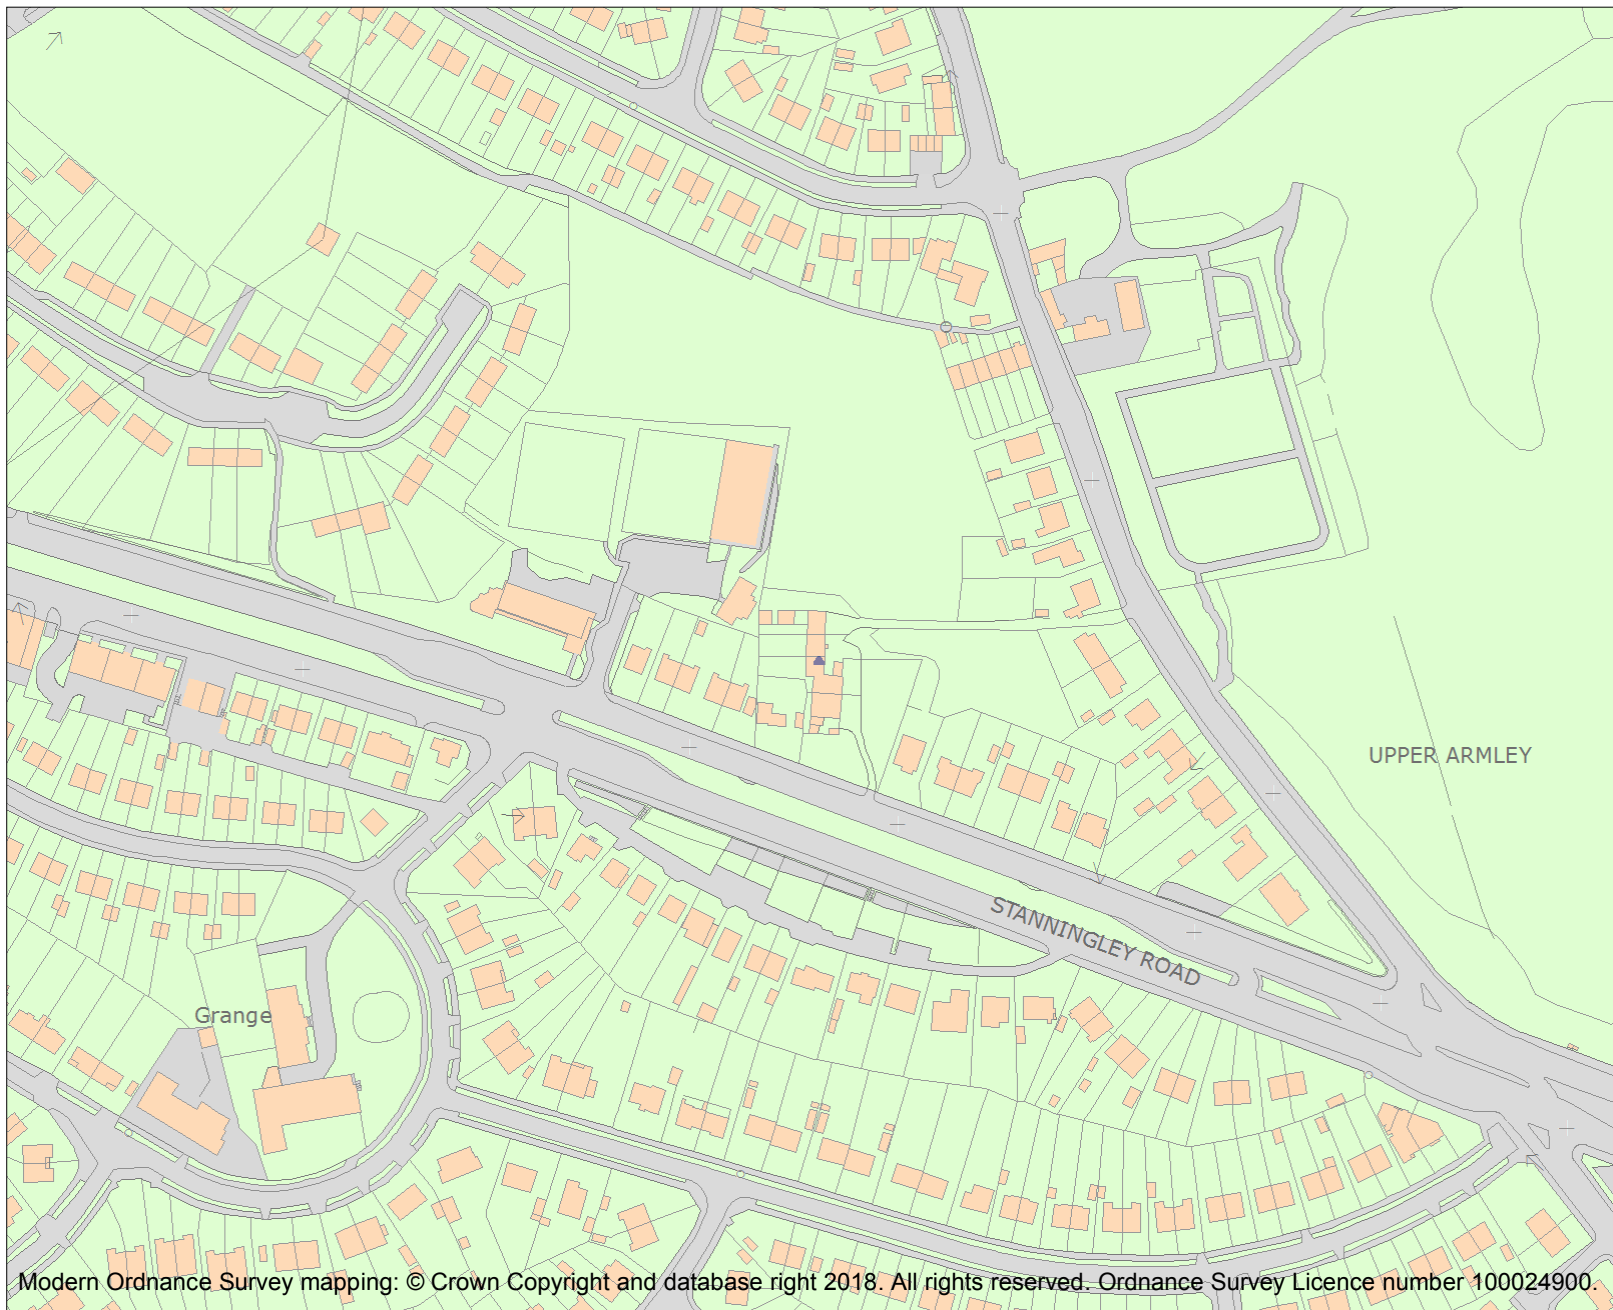 UPPER ARMLEY
STANNINGLEY ROAD
Grange
Modern Ordnance Survey mapping: © Crown Copyright and database right 2018. All rights reserved. Ordnance Survey Licence number 100024900.